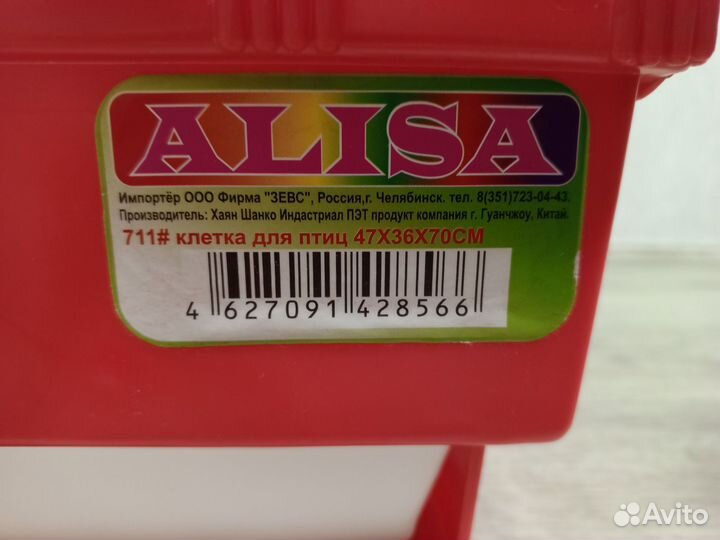 ALISA
Импортёр ООО Фирма "ЗЕВС", Россия,г. Челябинск. тел. 8(351)723-04-43.
Производитель: Хаян Шанко Индастриал ПЭТ продукт компания г. Гуанчжоу, Китай.
711# клетка для птиц 47X36X70СМ
4 627091 428566
Avito